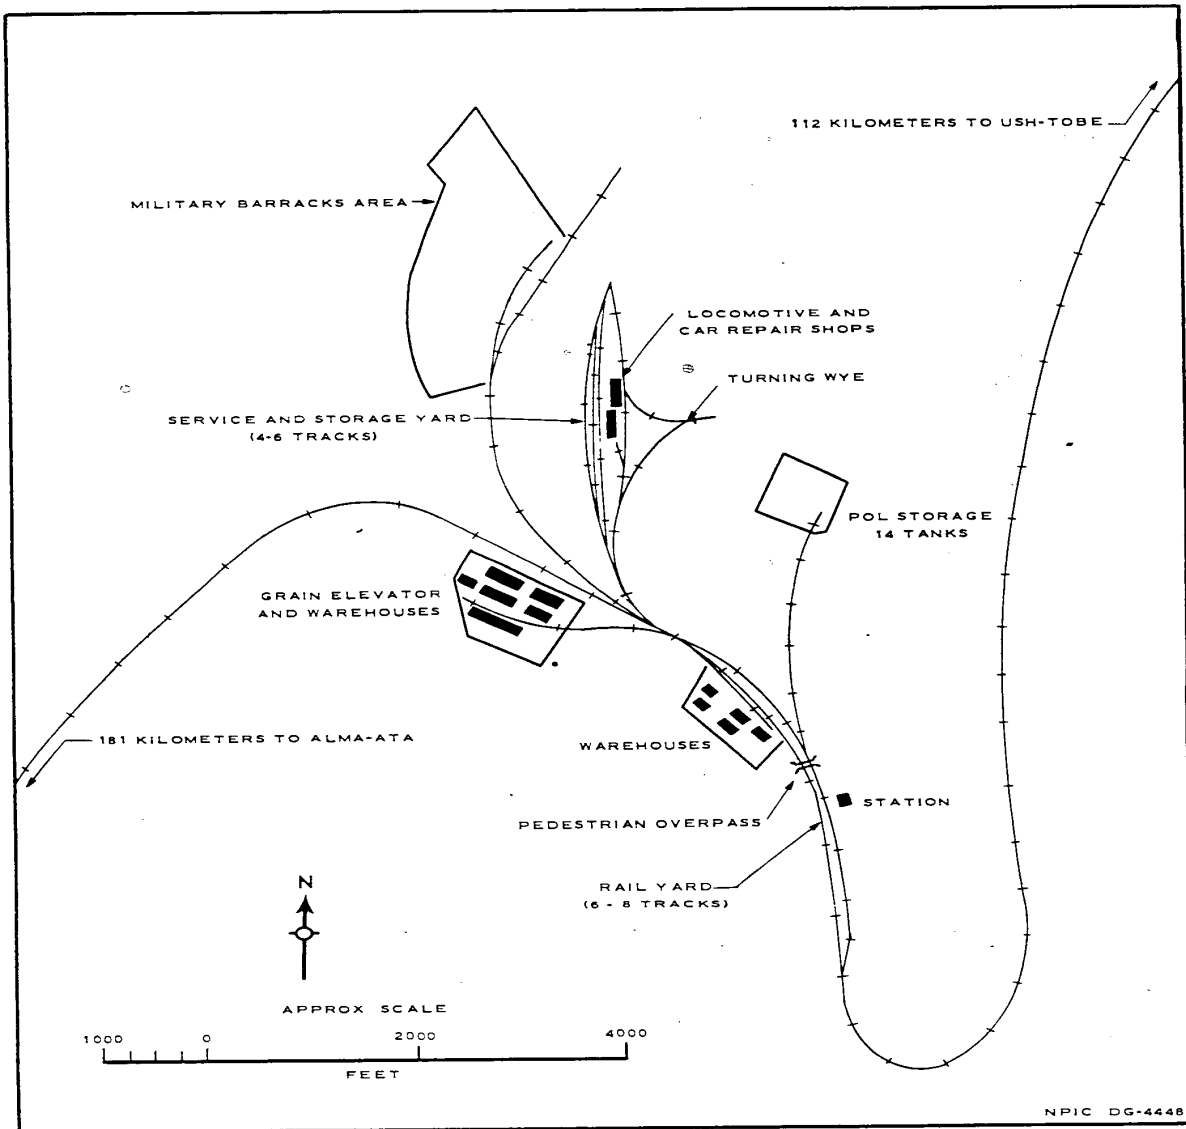 112 KILOMETERS TO USH-TOBE
MILITARY BARRACKS AREA
LOCOMOTIVE AND
CAR REPAIR SHOPS
TURNING WYE
SERVICE AND STORAGE YARD
(4-6 TRACKS)
POL STORAGE
14 TANKS
GRAIN ELEVATOR
AND WAREHOUSES
181 KILOMETERS TO ALMA-ATA
WAREHOUSES
STATION
PEDESTRIAN OVERPASS
RAIL YARD
(6 - 8 TRACKS)
N
APPROX SCALE
1000 0 2000 4000
FEET
NPIC DG-4448